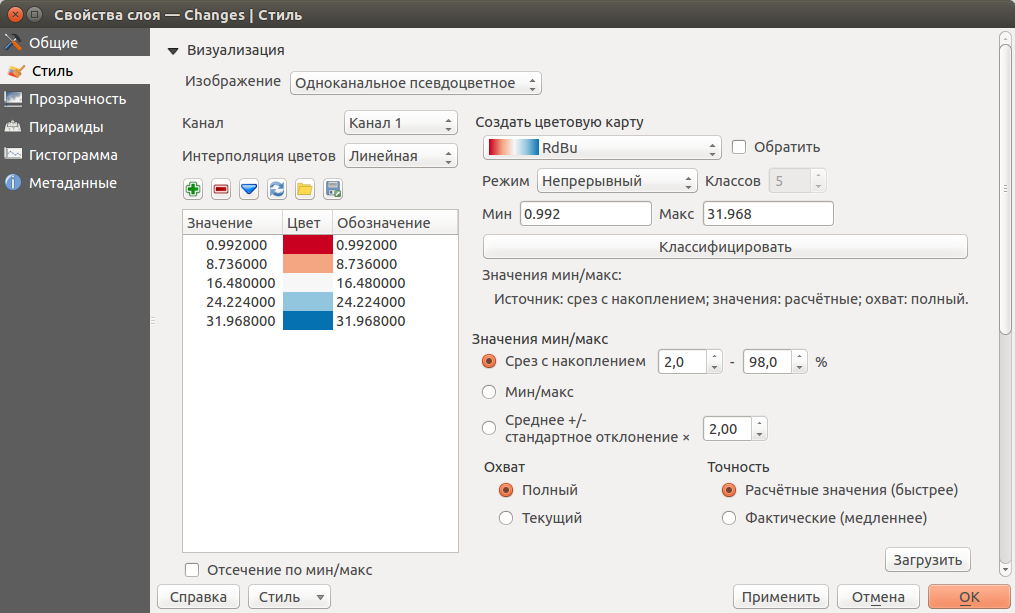 Свойства слоя — Changes | Стиль
Общие
Стиль
Прозрачность
Пирамиды
Гистограмма
Метаданные
Визуализация
Изображение Одноканальное псевдоцветное
Канал Канал 1
Интерполяция цветов Линейная
Значение Цвет Обозначение
0.992000 0.992000
8.736000 8.736000
16.480000 16.480000
24.224000 24.224000
31.968000 31.968000
Отсечение по мин/макс
Создать цветовую карту
RdBu Обратить
Режим Непрерывный Классов 5
Мин 0.992 Макс 31.968
Классифицировать
Значения мин/макс:
Источник: срез с накоплением; значения: расчётные; охват: полный.
Значения мин/макс
Срез с накоплением 2,0 - 98,0 %
Мин/макс
Среднее +/-
стандартное отклонение × 2,00
Охват Точность
Полный Расчётные значения (быстрее)
Текущий Фактические (медленнее)
Загрузить
Справка Стиль Применить Отмена OK